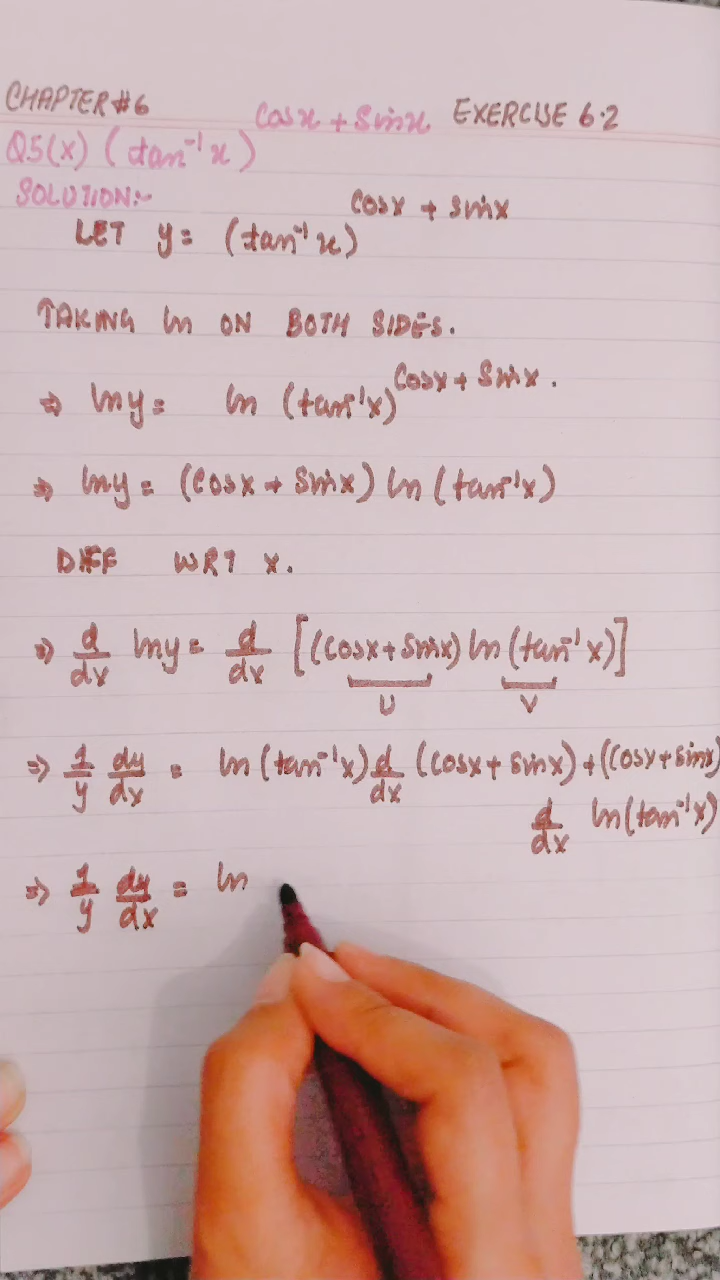 CHAPTER#6 EXERCISE 6.2
Q5(x) (tan⁻¹x)^cosx + sinx
SOLUTION:-
LET y = (tan⁻¹x)^cosx + sinx
TAKING ln ON BOTH SIDES.
⇒ lny = ln (tan⁻¹x)^cosx + sinx.
⇒ lny = (cosx + sinx) ln (tan⁻¹x)
DIFF WRT x.
⇒ d/dx lny = d/dx [(cosx + sinx) ln (tan⁻¹x)]
U V
⇒ 1/y dy/dx = ln (tan⁻¹x) d/dx (cosx + sinx) + ((cosx + sinx)
d/dx ln(tan⁻¹x)
⇒ 1/y dy/dx = ln